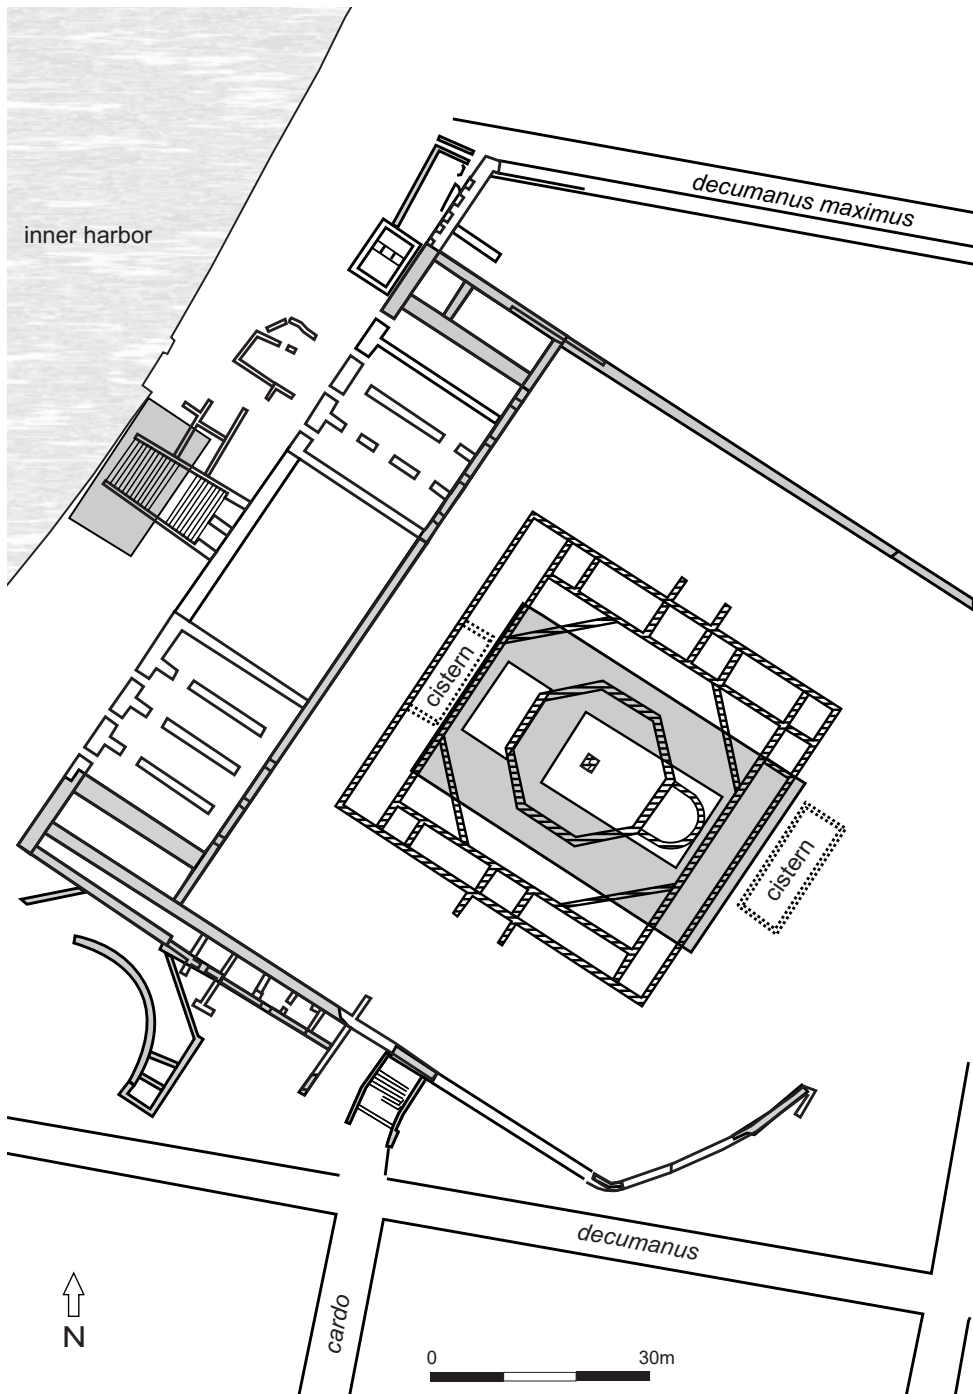 decumanus maximus
inner harbor
cistern
cistern
decumanus
cardo
N
0 30m